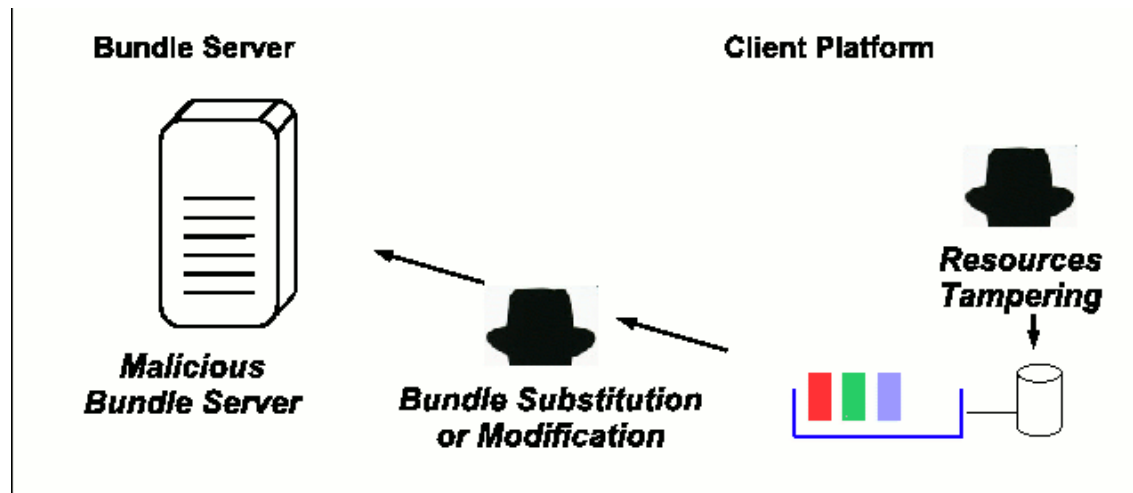 Bundle Server
Client Platform
Resources
Tampering
Malicious
Bundle Server
Bundle Substitution
or Modification